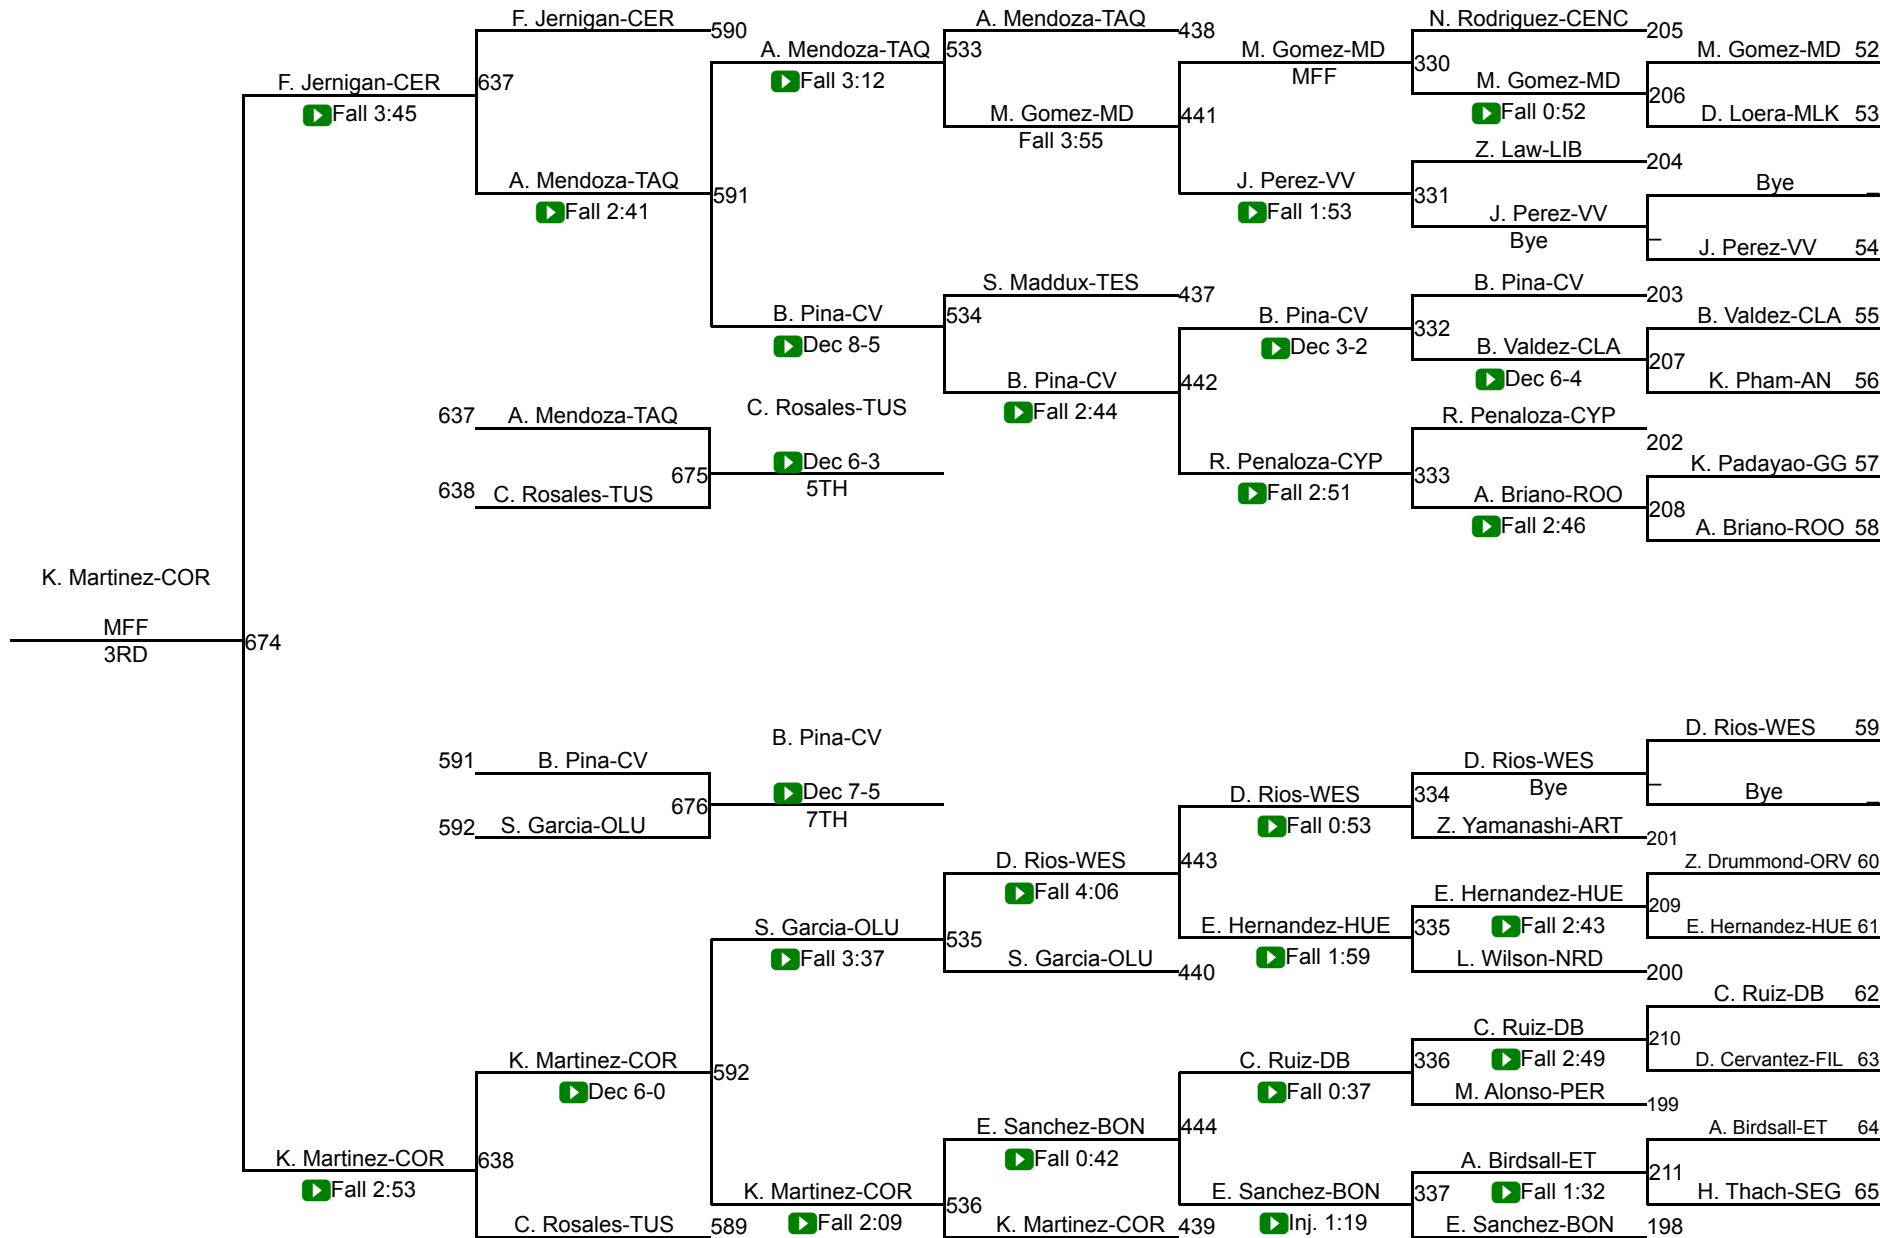 F. Jernigan-CER
590
A. Mendoza-TAQ
438
N. Rodriguez-CENC
205
A. Mendoza-TAQ
533
M. Gomez-MD
M. Gomez-MD 52
330
MFF
Fall 3:12
F. Jernigan-CER
637
M. Gomez-MD
206
Fall 3:45
M. Gomez-MD
441
Fall 0:52
D. Loera-MLK 53
Fall 3:55
Z. Law-LIB
204
A. Mendoza-TAQ
591
J. Perez-VV
331
Bye _
Fall 2:41
Fall 1:53
J. Perez-VV
Bye
_
J. Perez-VV 54
S. Maddux-TES
437
B. Pina-CV
203
B. Pina-CV
534
B. Pina-CV
332
B. Valdez-CLA 55
Dec 8-5
Dec 3-2
B. Valdez-CLA
207
Dec 6-4
B. Pina-CV
442
K. Pham-AN 56
Fall 2:44
637
A. Mendoza-TAQ
C. Rosales-TUS
R. Penaloza-CYP
202
675
Dec 6-3
5TH
R. Penaloza-CYP
333
K. Padayao-GG 57
638
C. Rosales-TUS
Fall 2:51
A. Briano-ROO
208
Fall 2:46
A. Briano-ROO 58
K. Martinez-COR
MFF
3RD
674
B. Pina-CV
D. Rios-WES 59
591
B. Pina-CV
D. Rios-WES
Bye
_
676
Dec 7-5
7TH
D. Rios-WES
334
Bye _
592
S. Garcia-OLU
Fall 0:53
Z. Yamanashi-ART
201
D. Rios-WES
443
Z. Drummond-ORV 60
Fall 4:06
E. Hernandez-HUE
209
S. Garcia-OLU
535
E. Hernandez-HUE
335
Fall 2:43
E. Hernandez-HUE 61
Fall 3:37
S. Garcia-OLU
440
Fall 1:59
L. Wilson-NRD
200
C. Ruiz-DB 62
C. Ruiz-DB
210
K. Martinez-COR
592
C. Ruiz-DB
336
Fall 2:49
D. Cervantez-FIL 63
Dec 6-0
Fall 0:37
M. Alonso-PER
199
E. Sanchez-BON
444
A. Birdsall-ET 64
K. Martinez-COR
638
Fall 0:42
A. Birdsall-ET
211
Fall 2:53
K. Martinez-COR
536
E. Sanchez-BON
337
Fall 1:32
H. Thach-SEG 65
C. Rosales-TUS
589
Fall 2:09
K. Martinez-COR
439
Inj. 1:19
E. Sanchez-BON
198